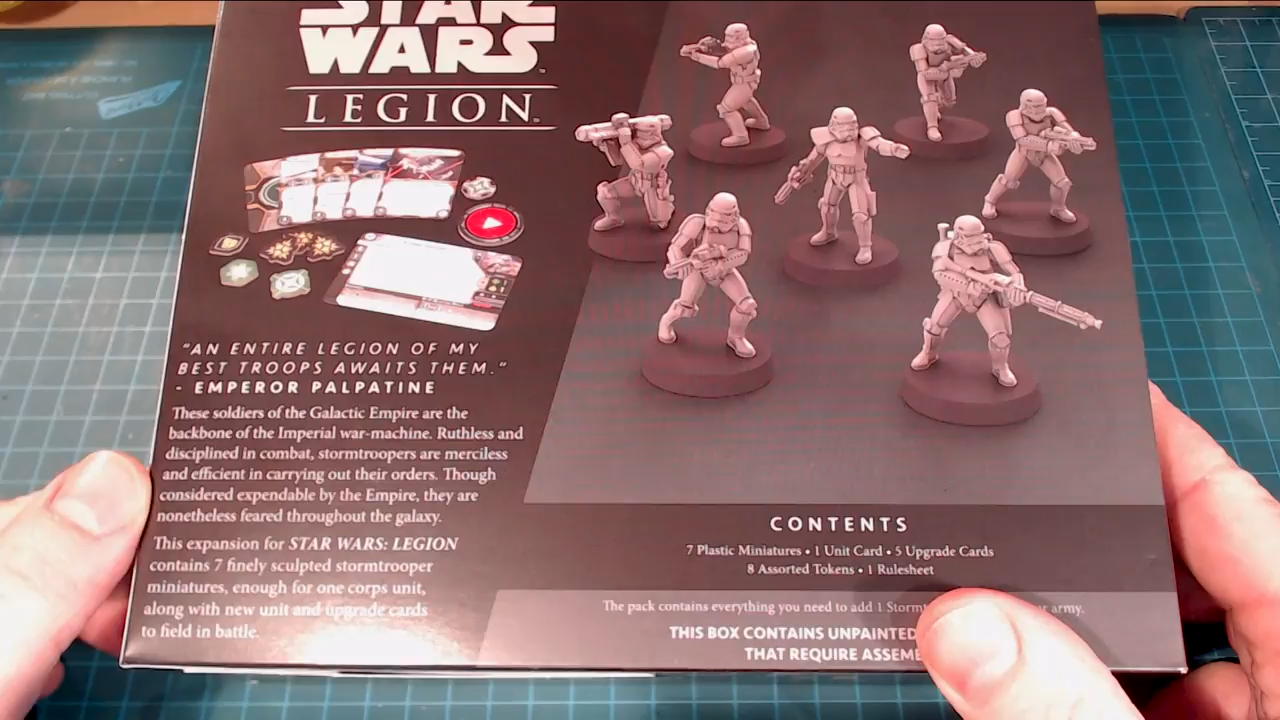 STAR
WARS
LEGION
"AN ENTIRE LEGION OF MY
BEST TROOPS AWAITS THEM."
- EMPEROR PALPATINE
These soldiers of the Galactic Empire are the
backbone of the Imperial war-machine. Ruthless and
disciplined in combat, stormtroopers are merciless
and efficient in carrying out their orders. Though
considered expendable by the Empire, they are
nonetheless feared throughout the galaxy.
This expansion for STAR WARS: LEGION
contains 7 finely sculpted stormtrooper
miniatures, enough for one corps unit,
along with new unit and upgrade cards
to field in battle.
CONTENTS
7 Plastic Miniatures • 1 Unit Card • 5 Upgrade Cards
8 Assorted Tokens • 1 Rulesheet
The pack contains everything you need to add 1 army.
THIS BOX CONTAINS UNPAINTED
THAT REQUIRE